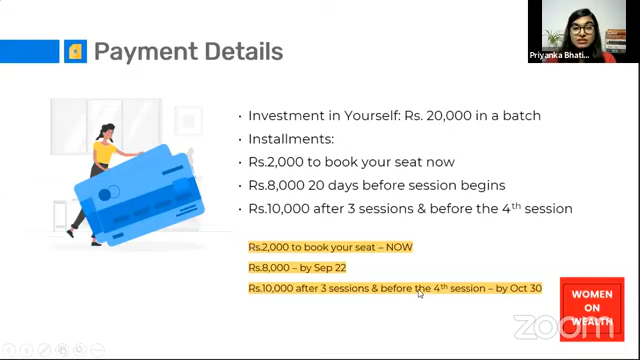 Payment Details
Priyanka Bhati...
• Investment in Yourself: Rs. 20,000 in a batch
• Installments:
• Rs.2,000 to book your seat now
• Rs.8,000 20 days before session begins
• Rs.10,000 after 3 sessions & before the 4th session
Rs.2,000 to book your seat – NOW
Rs.8,000 – by Sep 22
Rs.10,000 after 3 sessions & before the 4th session – by Oct 30
WOMEN
ON
WEALTH
zoom